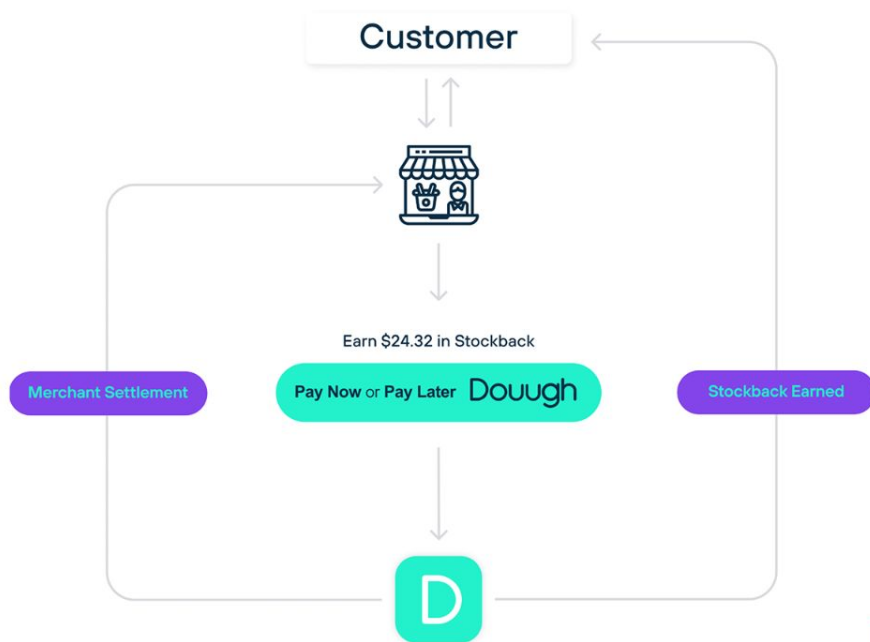 Customer
Earn $24.32 in Stockback
Merchant Settlement
Pay Now or Pay Later Douugh
Stockback Earned
D